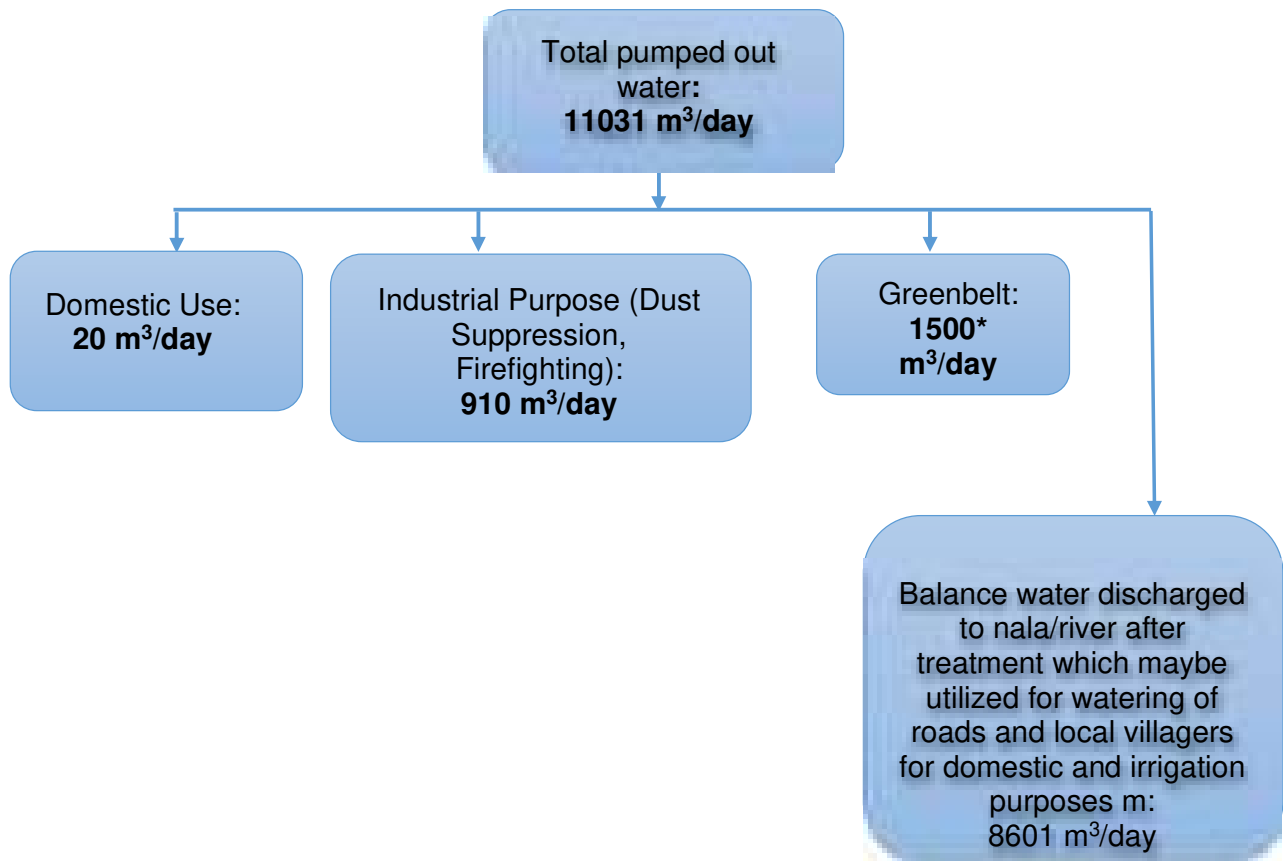 Total pumped out
water:
11031 m³/day
Domestic Use:
20 m³/day
Industrial Purpose (Dust
Suppression,
Firefighting):
910 m³/day
Greenbelt:
1500*
m³/day
Balance water discharged
to nala/river after
treatment which maybe
utilized for watering of
roads and local villagers
for domestic and irrigation
purposes m:
8601 m³/day